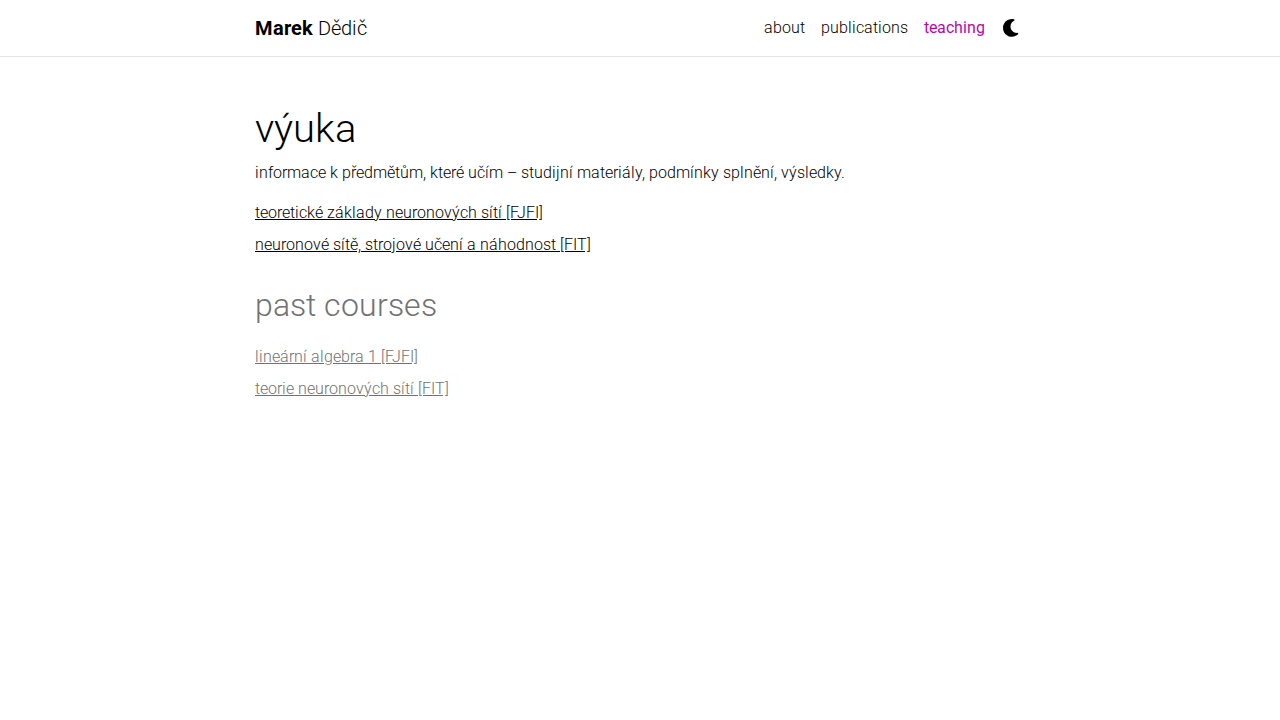 Marek Dědič
about publications teaching
výuka
informace k předmětům, které učím – studijní materiály, podmínky splnění, výsledky.
teoretické základy neuronových sítí [FJFI]
neuronové sítě, strojové učení a náhodnost [FIT]
past courses
lineární algebra 1 [FJFI]
teorie neuronových sítí [FIT]